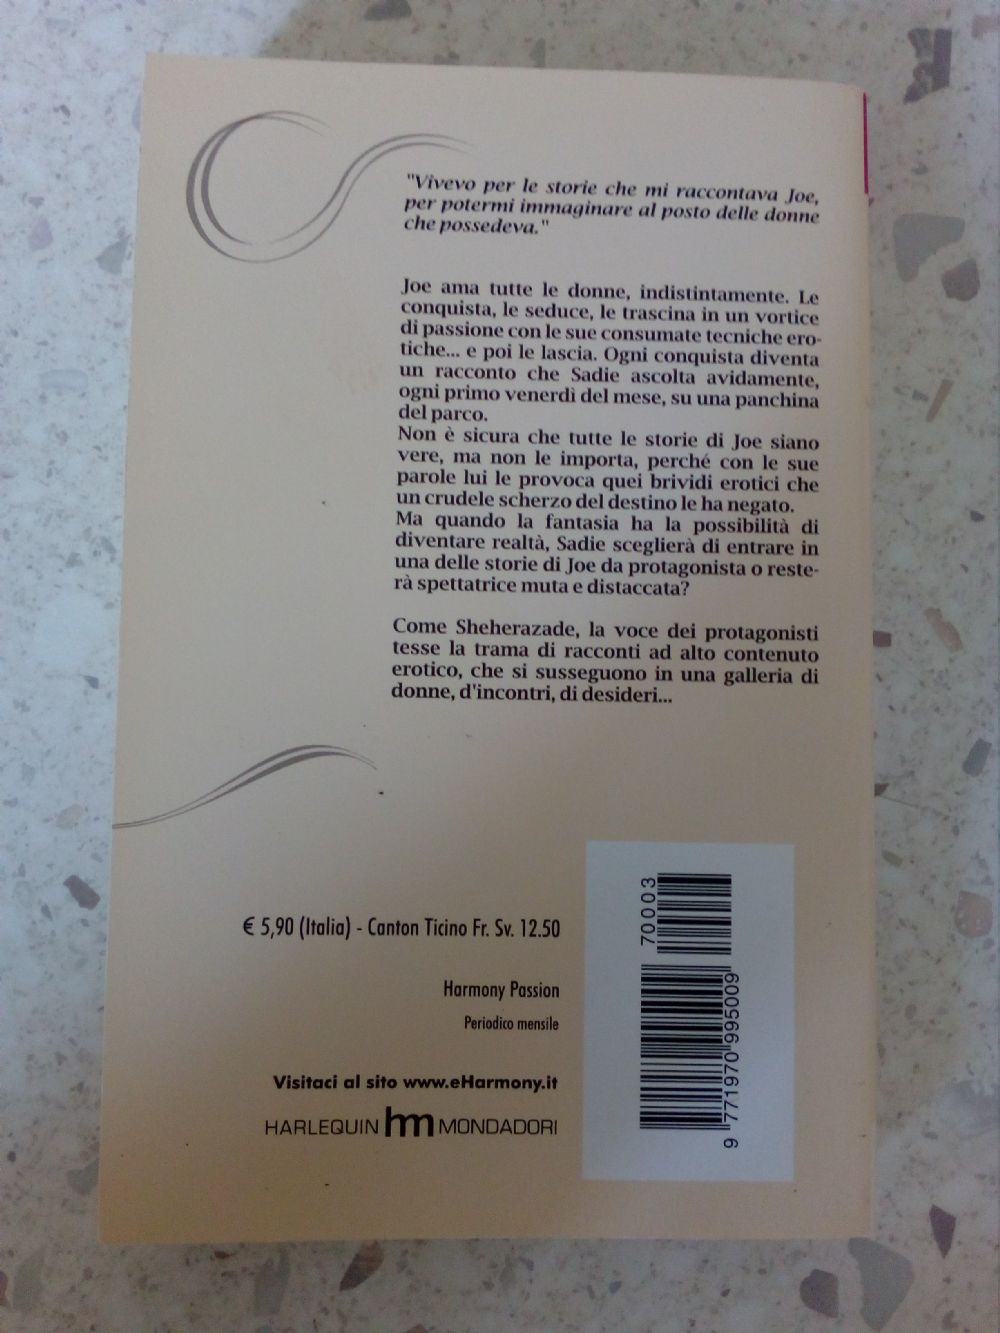 "Vivevo per le storie che mi raccontava Joe,
per potermi immaginare al posto delle donne
che possedeva."
Joe ama tutte le donne, indistintamente. Le
conquista, le seduce, le trascina in un vortice
di passione con le sue consumate tecniche ero-
tiche... e poi le lascia. Ogni conquista diventa
un racconto che Sadie ascolta avidamente,
ogni primo venerdì del mese, su una panchina
del parco.
Non è sicura che tutte le storie di Joe siano
vere, ma non le importa, perché con le sue
parole lui le provoca quei brividi erotici che
un crudele scherzo del destino le ha negato.
Ma quando la fantasia ha la possibilità di
diventare realtà, Sadie sceglierà di entrare in
una delle storie di Joe da protagonista o reste-
rà spettatrice muta e distaccata?
Come Sheherazade, la voce dei protagonisti
tesse la trama di racconti ad alto contenuto
erotico, che si susseguono in una galleria di
donne, d'incontri, di desideri...
€ 5,90 (Italia) - Canton Ticino Fr. Sv. 12.50
Harmony Passion
Periodico mensile
Visitaci al sito www.eHarmony.it
HARLEQUIN hm MONDADORI
70003
9 771970 995009